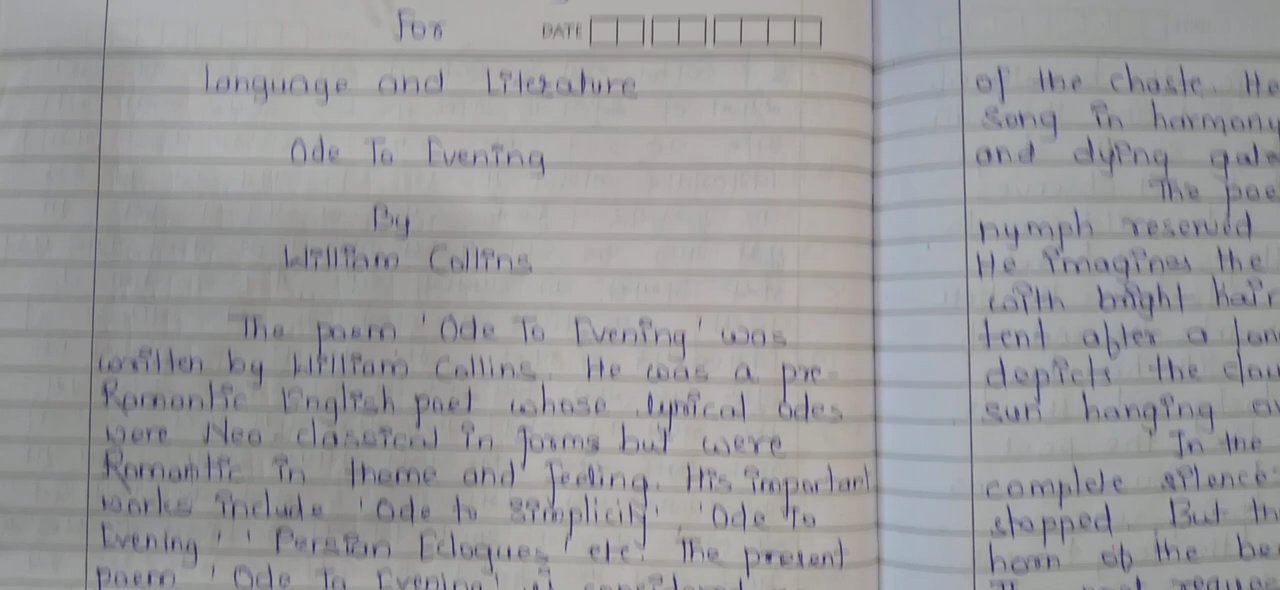 For
DATE
Language and Literature
Ode To Evening
By
William Collins
The poem 'Ode To Evening' was
written by William Collins. He was a pre
Romantic English poet whose lyrical odes
were Neo classical in forms but were
Romantic in theme and feeling. His important
works include 'Ode to Simplicity' 'Ode To
Evening' 'Persian Eclogues' etc. The present
poem 'Ode To Evening' is considered
of the chaste. He
song in harmony
and dying gale
The poe
nymph reserved
He imagines the
with bright hair
tent after a
depicts the clou
sun hanging
In the
complete silence
stopped. But th
horn of the bee